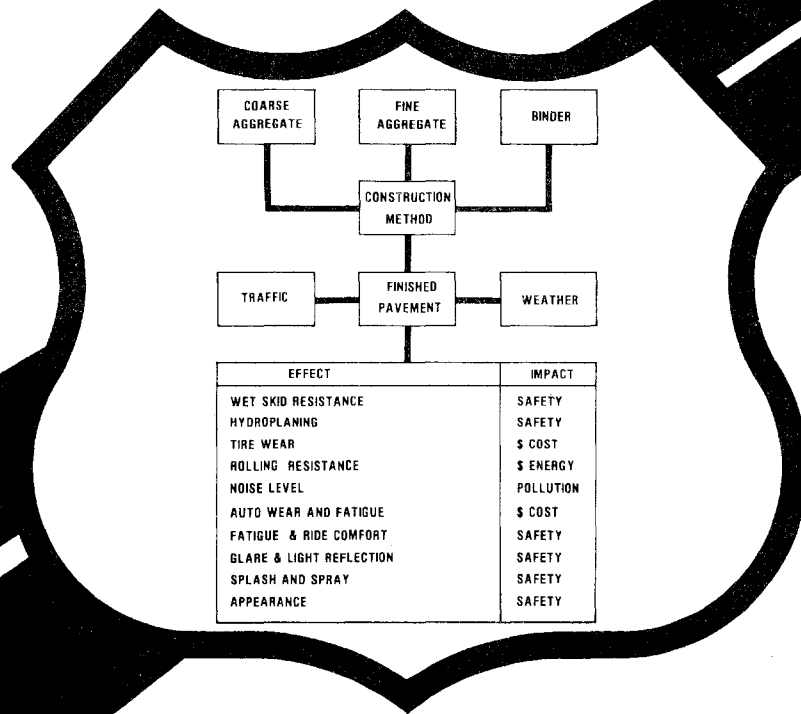 COARSE
AGGREGATE
FINE
AGGREGATE
BINDER
CONSTRUCTION
METHOD
TRAFFIC
FINISHED
PAVEMENT
WEATHER
EFFECT IMPACT
WET SKID RESISTANCE SAFETY
HYDROPLANING SAFETY
TIRE WEAR $ COST
ROLLING RESISTANCE $ ENERGY
NOISE LEVEL POLLUTION
AUTO WEAR AND FATIGUE $ COST
FATIGUE & RIDE COMFORT SAFETY
GLARE & LIGHT REFLECTION SAFETY
SPLASH AND SPRAY SAFETY
APPEARANCE SAFETY